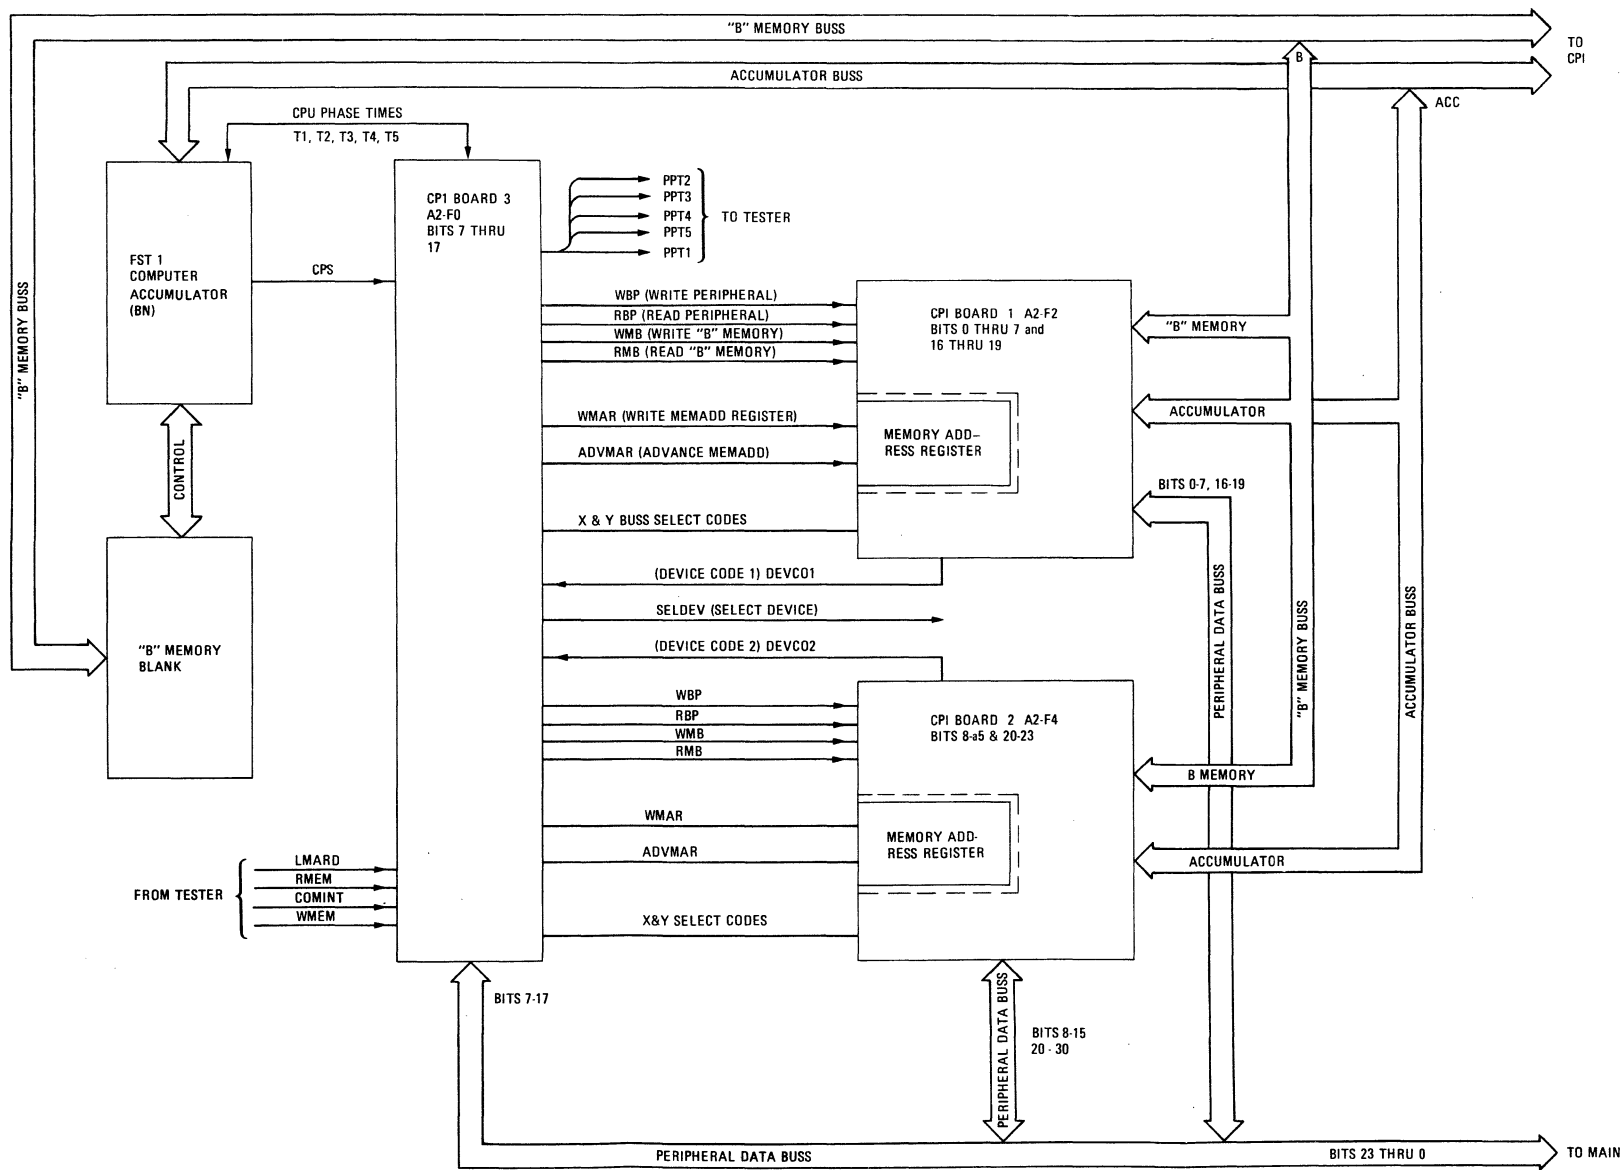 "B" MEMORY BUSS
TO
CPI
ACCUMULATOR BUSS
ACC
B
CPU PHASE TIMES
T1, T2, T3, T4, T5
CP1 BOARD 3
A2-F0
BITS 7 THRU
17
PPT2
PPT3
PPT4
PPT5
PPT1
TO TESTER
FST 1
COMPUTER
ACCUMULATOR
(BN)
CPS
"B" MEMORY BUSS
CONTROL
"B" MEMORY
BLANK
WBP (WRITE PERIPHERAL)
RBP (READ PERIPHERAL)
WMB (WRITE "B" MEMORY)
RMB (READ "B" MEMORY)
WMAR (WRITE MEMADD REGISTER)
ADVMAR (ADVANCE MEMADD)
X & Y BUSS SELECT CODES
CPI BOARD 1 A2-F2
BITS 0 THRU 7 and
16 THRU 19
MEMORY ADD-
RESS REGISTER
"B" MEMORY
ACCUMULATOR
BITS 0-7, 16-19
PERIPHERAL DATA BUSS
"B" MEMORY BUSS
ACCUMULATOR BUSS
(DEVICE CODE 1) DEVCO1
SELDEV (SELECT DEVICE)
(DEVICE CODE 2) DEVCO2
WBP
RBP
WMB
RMB
WMAR
ADVMAR
X&Y SELECT CODES
CPI BOARD 2 A2-F4
BITS 8-a5 & 20-23
MEMORY ADD-
RESS REGISTER
B MEMORY
ACCUMULATOR
FROM TESTER
LMARD
RMEM
COMINT
WMEM
BITS 7-17
PERIPHERAL DATA BUSS
BITS 8-15
20 - 30
PERIPHERAL DATA BUSS
BITS 23 THRU 0
TO MAIN